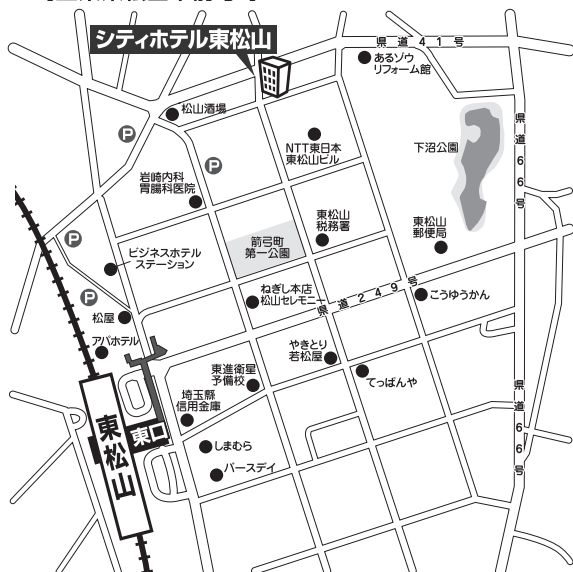 シティホテル東松山
県道41号
あるゾウ
リフォーム館
松山酒場
P
NTT東日本
東松山ビル
下沼公園
県道66号
岩崎内科
胃腸科医院
P
箭弓町
第一公園
東松山
税務署
東松山
郵便局
P
ビジネスホテル
ステーション
P
ねぎし本店
松山セレモニー
県道249号
こうゆうかん
松屋
アパホテル
やきとり
若松屋
てっぱんや
東進衛星
予備校
埼玉縣
信用金庫
県道66号
東口
東松山
しまむら
バースデイ